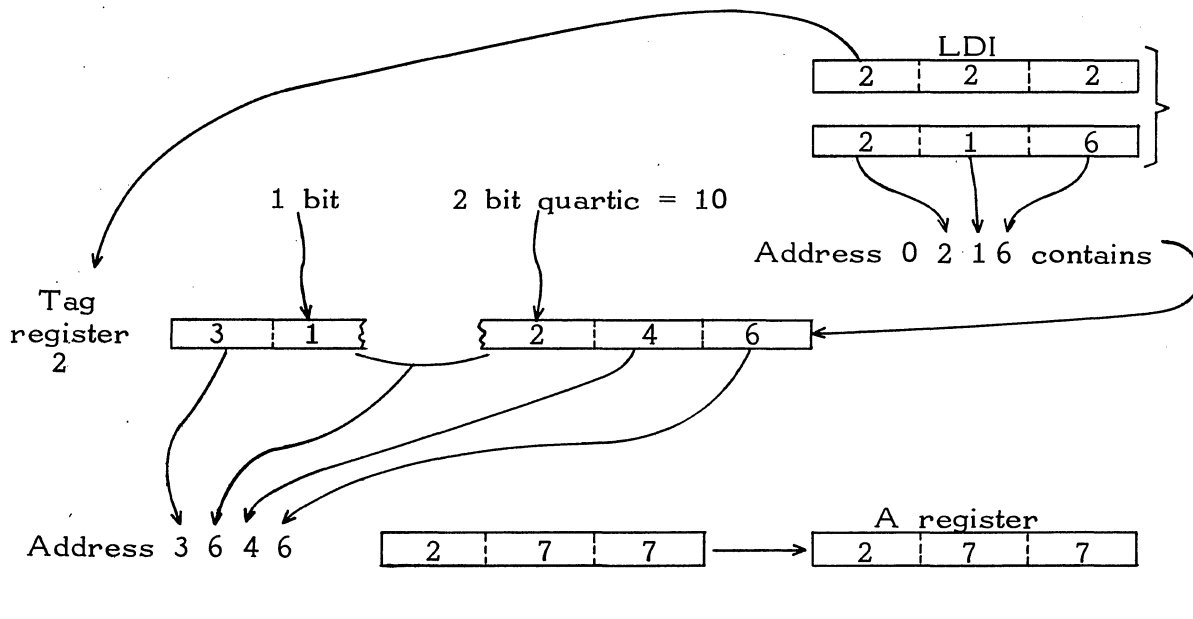 LDI
2 2 2
2 1 6
1 bit
2 bit quartic = 10
Address 0 2 1 6 contains
Tag
register
2
3 1
2 4 6
Address 3 6 4 6
2 7 7
A register
2 7 7